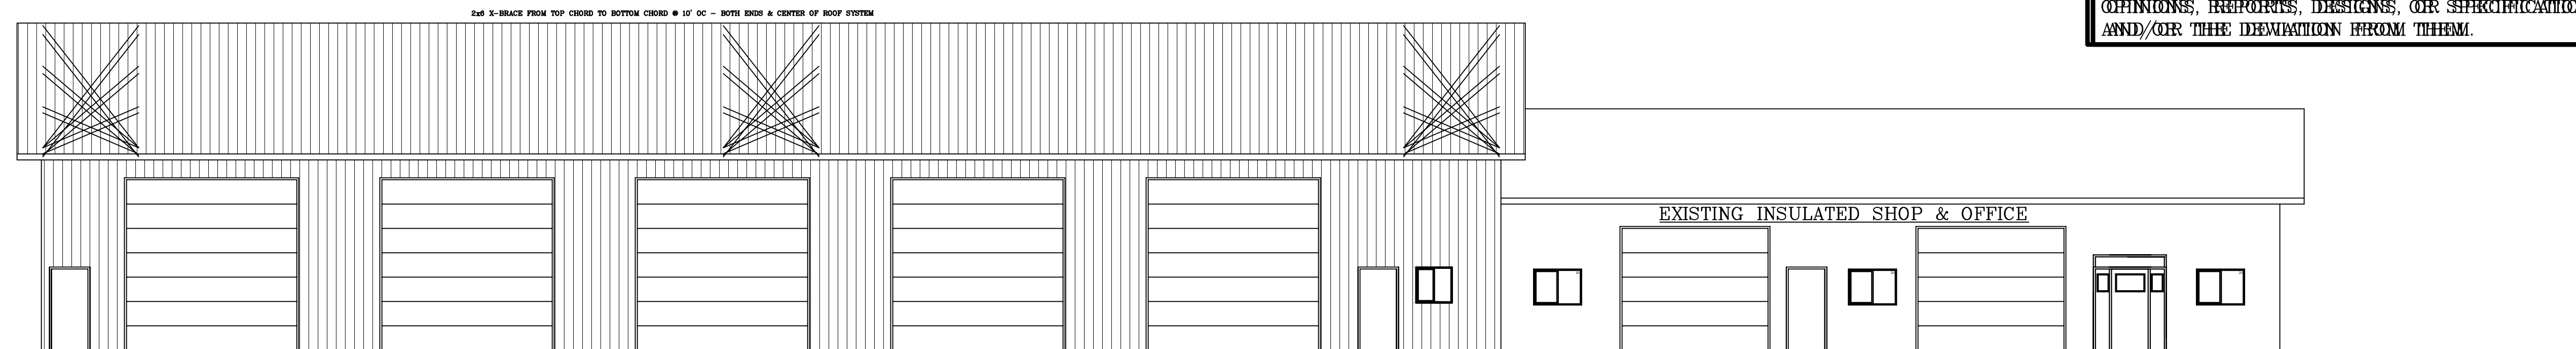 2x6 X-BRACE FROM TOP CHORD TO BOTTOM CHORD @ 10' OC - BOTH ENDS & CENTER OF ROOF SYSTEM
OPINIONS, REPORTS, DESIGNS, OR SPECIFICATIO
AND/OR THE DEVIATION FROM THEM.
EXISTING INSULATED SHOP & OFFICE